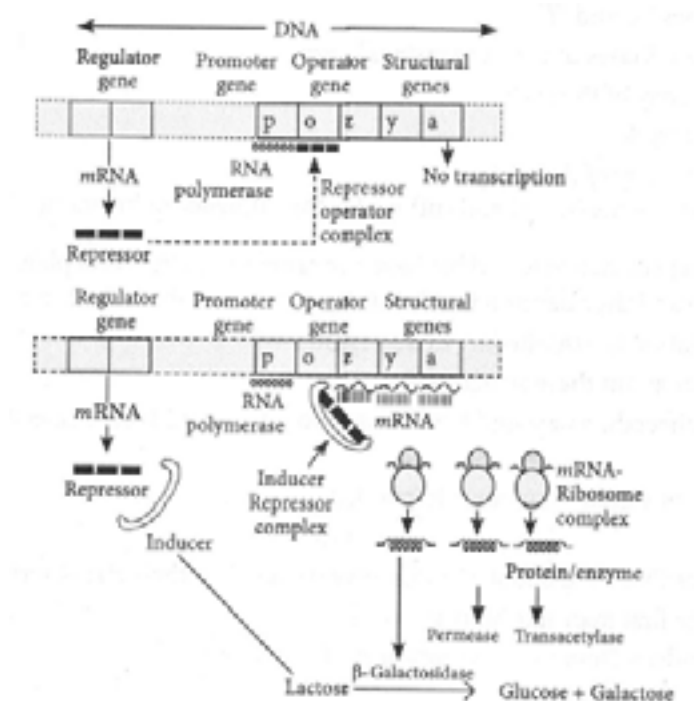 DNA
Regulator gene
Promoter gene
Operator gene
Structural genes
p o z y a
mRNA
RNA polymerase
Repressor operator complex
No transcription
Repressor
Regulator gene
Promoter gene
Operator gene
Structural genes
p o z y a
mRNA
RNA polymerase
mRNA
Repressor
Inducer Repressor complex
mRNA-Ribosome complex
Inducer
Protein/enzyme
Permease
Transacetylase
β-Galactosidase
Lactose
Glucose + Galactose